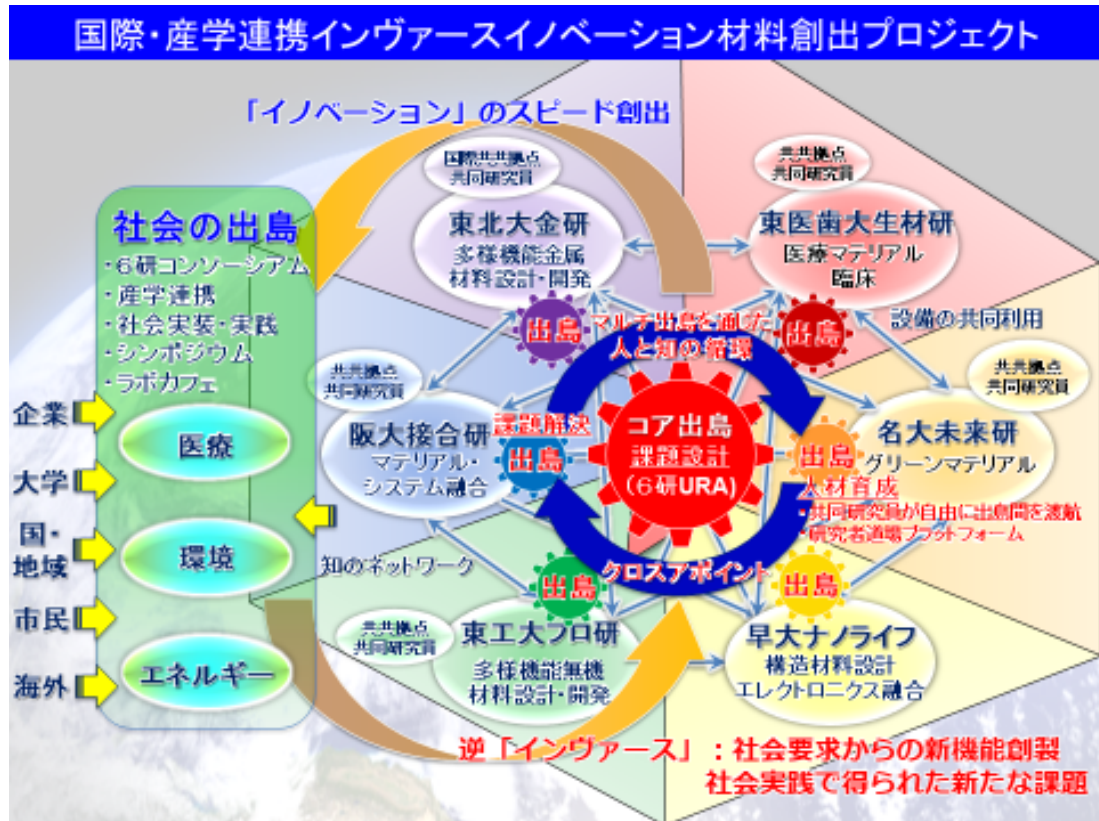 国際・産学連携インヴァースイノベーション材料創出プロジェクト
「イノベーション」のスピード創出
国際共共拠点
共同研究員
東北大金研
多様機能金属
材料設計・開発
出島
共共拠点
共同研究員
東医歯大生材研
医療マテリアル
臨床
出島
設備の共同利用
社会の出島
・6研コンソーシアム
・産学連携
・社会実装・実践
・シンポジウム
・ラボカフェ
医療
環境
エネルギー
企業
大学
国・
地域
市民
海外
マルチ出島を通じた
人と知の循環
共共拠点
共同研究員
阪大接合研
マテリアル・
システム融合
課題解決
出島
コア出島
課題設計
(6研URA)
共共拠点
共同研究員
名大未来研
グリーンマテリアル
出島
人材育成
・共同研究員が自由に出島間を渡航
・研究者道場プラットフォーム
知のネットワーク
クロスアポイント
出島
共共拠点
共同研究員
東工大フロ研
多様機能無機
材料設計・開発
出島
早大ナノライフ
構造材料設計
エレクトロニクス融合
逆「インヴァース」:社会要求からの新機能創製
社会実践で得られた新たな課題